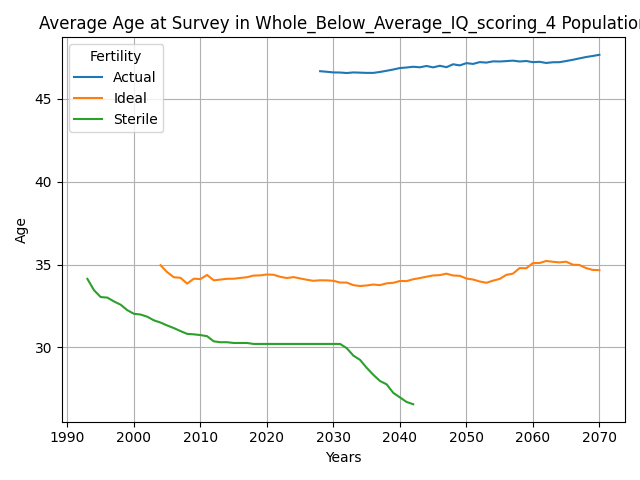 Average Age at Survey in Whole_Below_Average_IQ_scoring_4 Population
Fertility
Actual
Ideal
Sterile
45
40
35
30
Age
1990 2000 2010 2020 2030 2040 2050 2060 2070
Years